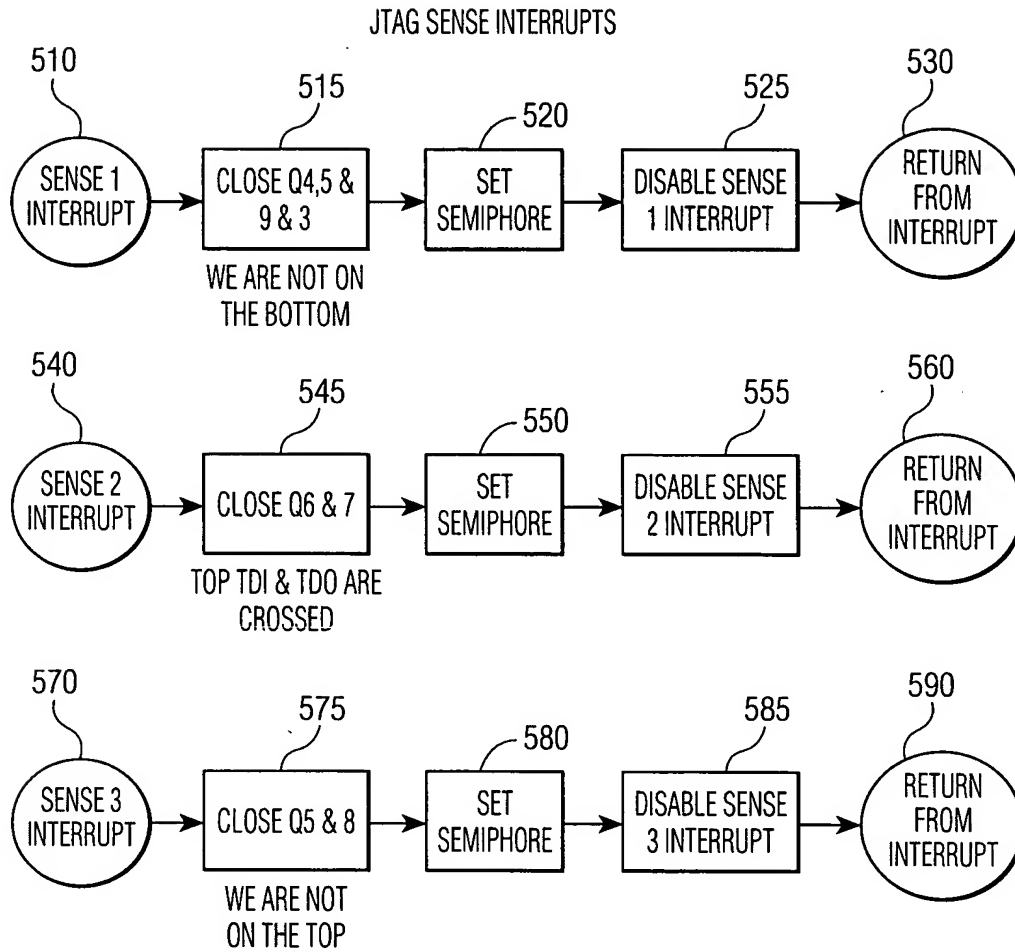 JTAG SENSE INTERRUPTS
510
515
520
525
530
SENSE 1
INTERRUPT
CLOSE Q4,5 &
9 & 3
SET
SEMIPHORE
DISABLE SENSE
1 INTERRUPT
RETURN
FROM
INTERRUPT
WE ARE NOT ON
THE BOTTOM
540
545
550
555
560
SENSE 2
INTERRUPT
CLOSE Q6 & 7
SET
SEMIPHORE
DISABLE SENSE
2 INTERRUPT
RETURN
FROM
INTERRUPT
TOP TDI & TDO ARE
CROSSED
570
575
580
585
590
SENSE 3
INTERRUPT
CLOSE Q5 & 8
SET
SEMIPHORE
DISABLE SENSE
3 INTERRUPT
RETURN
FROM
INTERRUPT
WE ARE NOT
ON THE TOP